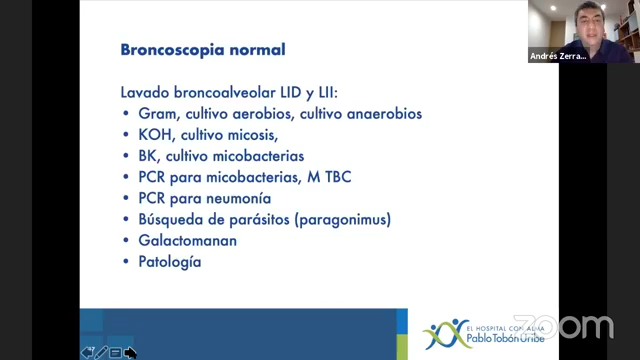 Broncoscopia normal
Lavado broncoalveolar LID y LII:
• Gram, cultivo aerobios, cultivo anaerobios
• KOH, cultivo micosis,
• BK, cultivo micobacterias
• PCR para micobacterias, M TBC
• PCR para neumonía
• Búsqueda de parásitos (paragonimus)
• Galactomanan
• Patología
Andrés Zerra...
EL HOSPITAL CON ALMA
Pablo Tobón Uribe
zoom